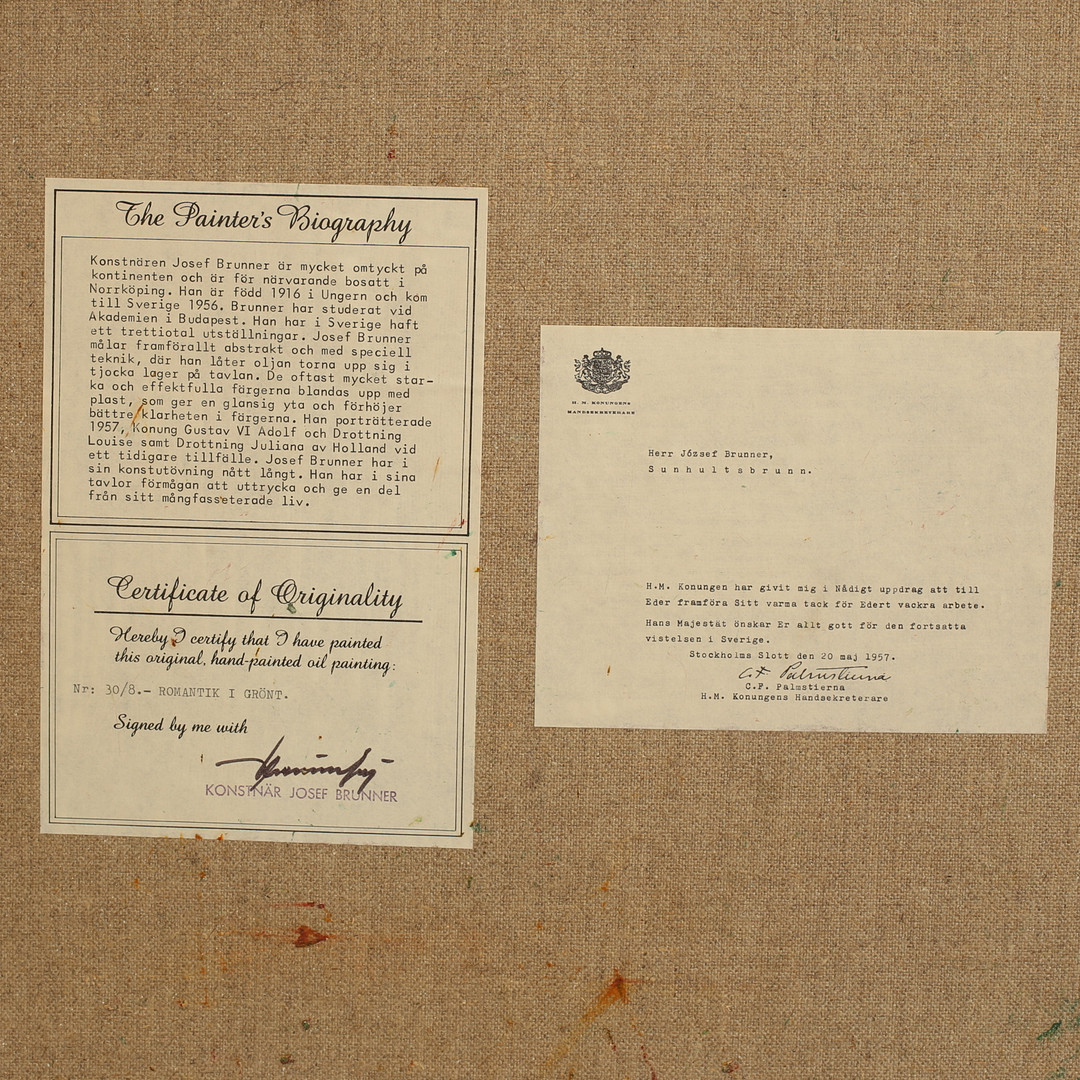 The Painter's Biography
Konstnären Josef Brunner är mycket omtyckt på
kontinenten och är för närvarande bosatt i
Norrköping. Han är född 1916 i Ungern och kom
till Sverige 1956. Brunner har studerat vid
Akademien i Budapest. Han har i Sverige haft
ett trettiotal utställningar. Josef Brunner
målar framförallt abstrakt och med speciell
teknik, där han låter oljan torna upp sig i
tjocka lager på tavlan. De oftast mycket star-
ka och effektfulla färgerna blandas upp med
plast, som ger en glansig yta och förhöjer
bättre klarheten i färgerna. Han porträtterade
1957, Konung Gustav VI Adolf och Drottning
Louise samt Drottning Juliana av Holland vid
ett tidigare tillfälle. Josef Brunner har i
sin konstutövning nått långt. Han har i sina
tavlor förmågan att uttrycka och ge en del
från sitt mångfasseterade liv.
Certificate of Originality
Hereby I certify that I have painted
this original, hand-painted oil painting:
Nr: 30/8.- ROMANTIK I GRÖNT.
Signed by me with
KONSTNÄR JOSEF BRUNNER
H. M. KONUNGENS
HANDSEKRETERARE
Herr József Brunner,
Sunhultsbrunn.
H.M. Konungen har givit mig i Nådigt uppdrag att till
Eder framföra Sitt varma tack för Edert vackra arbete.
Hans Majestät önskar Er allt gott för den fortsatta
vistelsen i Sverige.
Stockholms Slott den 20 maj 1957.
C.F. Palmstierna
C.F. Palmstierna
H.M. Konungens Handsekreterare